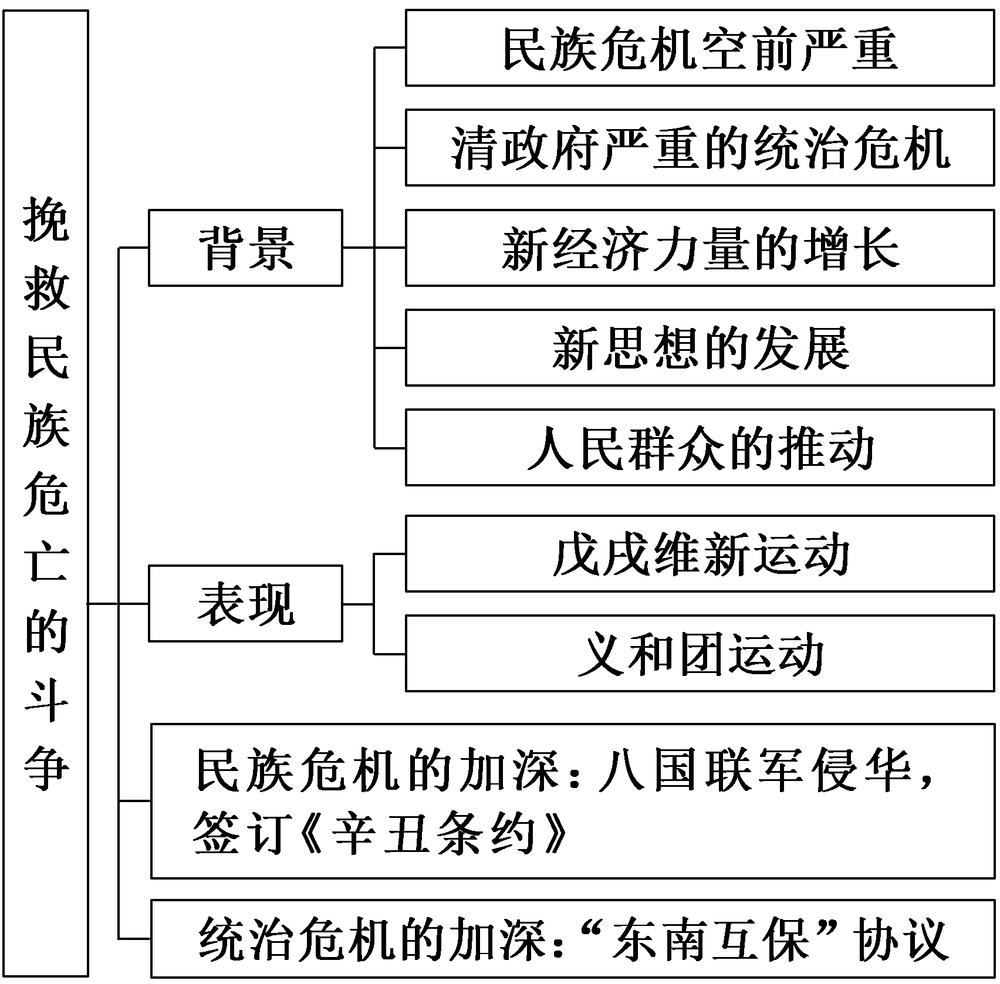 挽救民族危亡的斗争
背景
民族危机空前严重
清政府严重的统治危机
新经济力量的增长
新思想的发展
人民群众的推动
表现
戊戌维新运动
义和团运动
民族危机的加深：八国联军侵华，
签订《辛丑条约》
统治危机的加深：“东南互保”协议